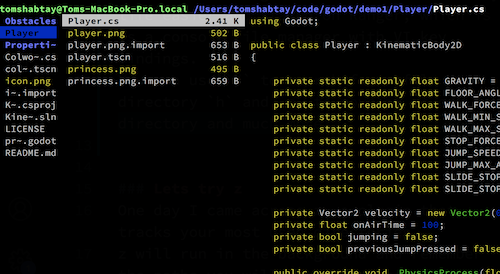 tomshabtay@Toms-MacBook-Pro.local /Users/tomshabtay/code/godot/demo1/Player/Player.cs
Obstacles
Player
Properti~
Colwo~.cs
col~.tscn
icon.png
i~.import
K~.csproj
Kine~.sln
LICENSE
pr~.godot
README.md
Player.cs 2.41 K
player.png 502 B
player.png.import 643 B
player.tscn 516 B
princess.png 495 B
princess.png.import 659 B
using Godot;
public class Player : KinematicBody2D
{
private static readonly float GRAVITY =
private static readonly float FLOOR_ANGL
private static readonly float WALK_FORCE
private static readonly float WALK_MIN_S
private static readonly float WALK_MAX_S
private static readonly float STOP_FORCE
private static readonly float JUMP_SPEED
private static readonly float JUMP_MAX_A
private static readonly float SLIDE_STOP
private static readonly float SLIDE_STOP
private Vector2 velocity = new Vector2(
private float onAirTime = 100;
private bool jumping = false;
private bool previousJumpPressed = false
public override void _PhysicsProcess(fl